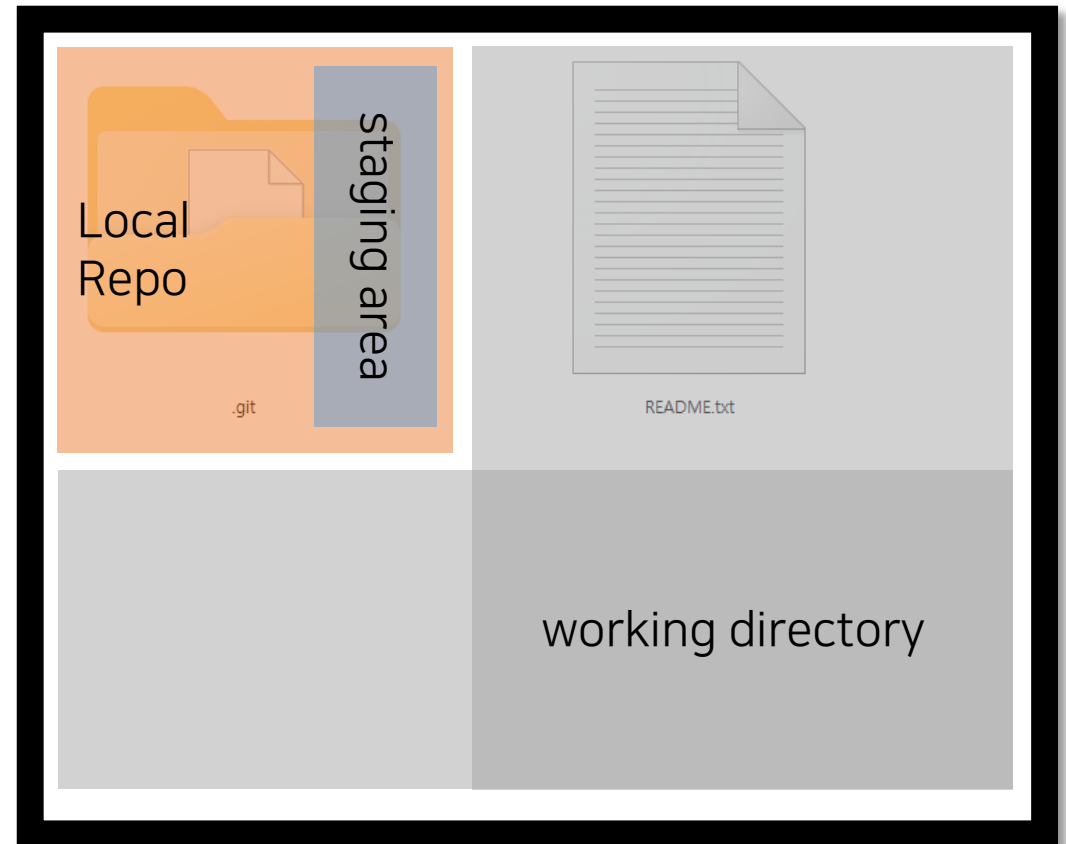 Local
Repo
staging area
.git
README.txt
working directory